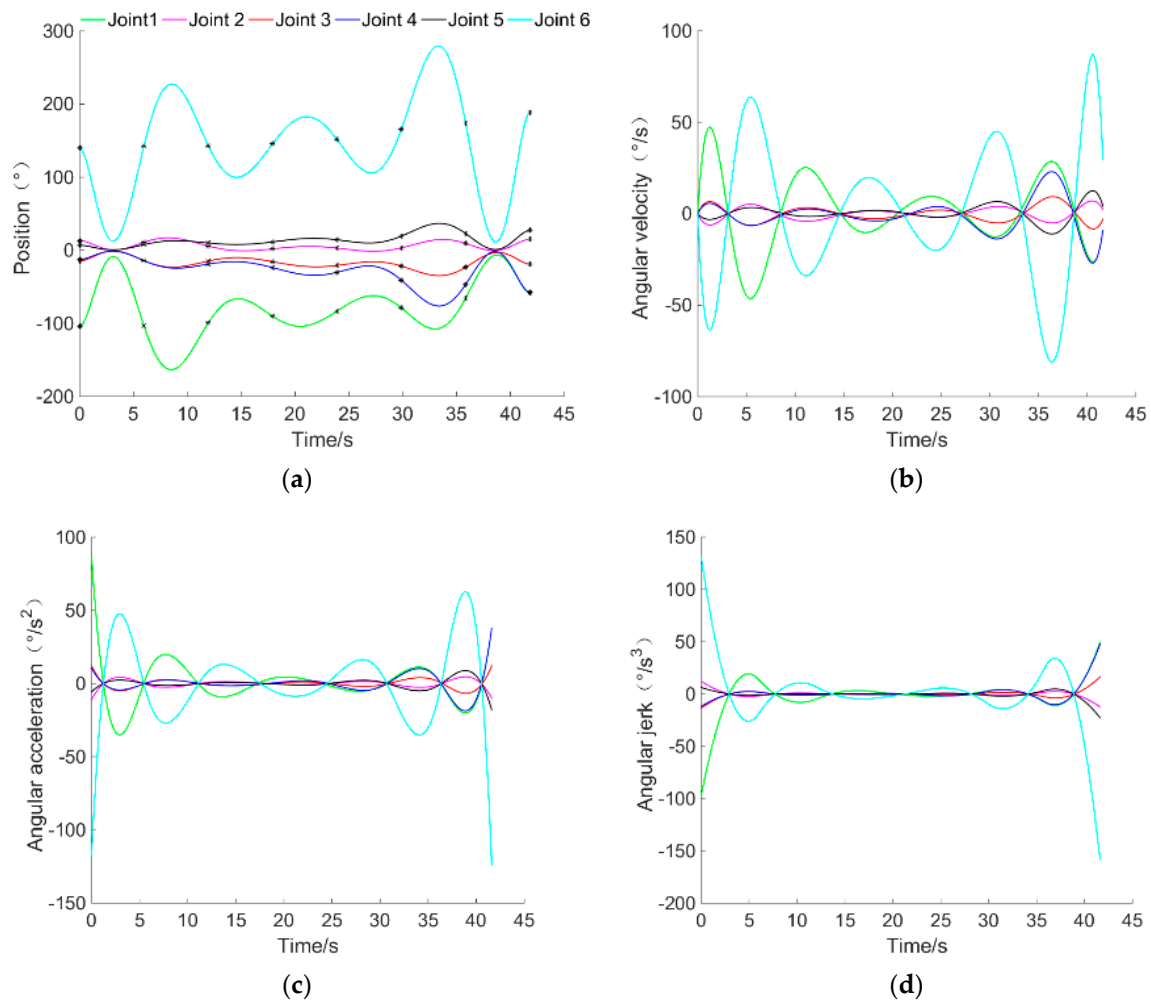 Joint1 Joint 2 Joint 3 Joint 4 Joint 5 Joint 6
300
200
100
0
-100
-200
Position（°）
0 5 10 15 20 25 30 35 40 45
Time/s
(a)
100
50
0
-50
-100
Angular velocity（°/s）
0 5 10 15 20 25 30 35 40 45
Time/s
(b)
100
50
0
-50
-100
-150
Angular acceleration（°/s²）
0 5 10 15 20 25 30 35 40 45
Time/s
(c)
150
100
50
0
-50
-100
-150
-200
Angular jerk（°/s³）
0 5 10 15 20 25 30 35 40 45
Time/s
(d)